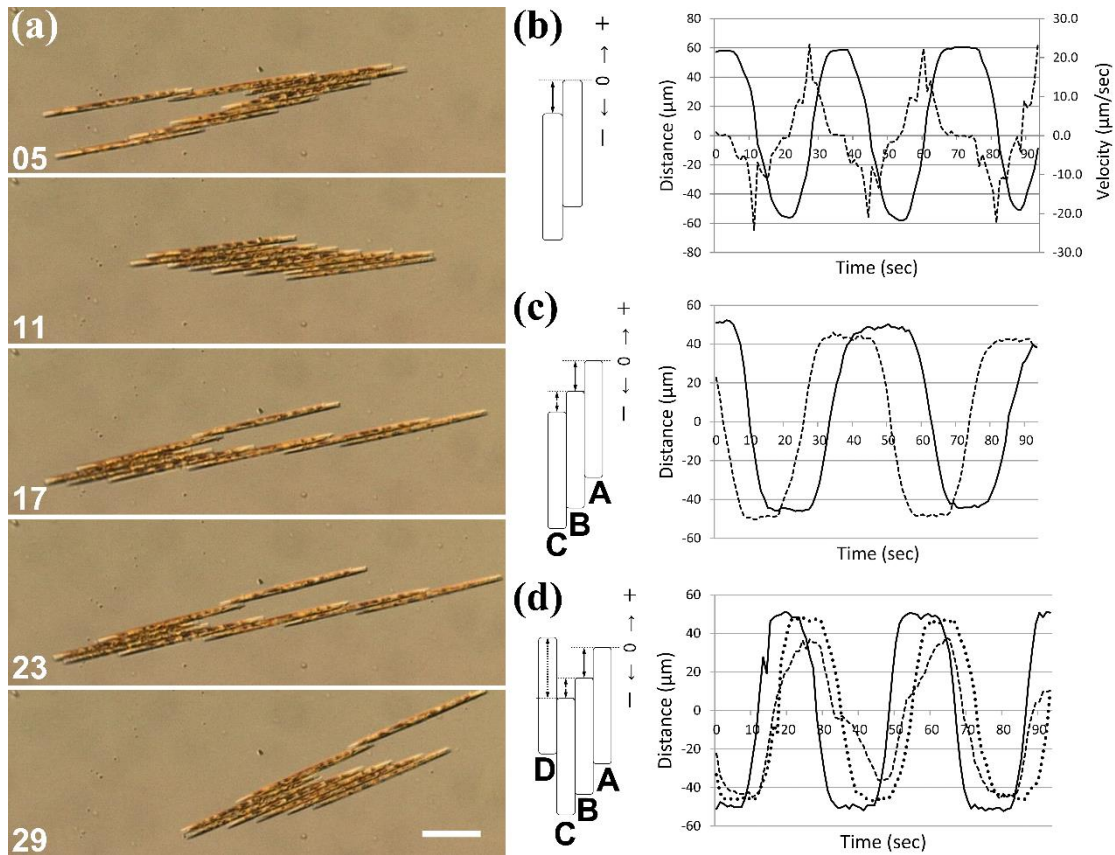 (a)
05
11
17
23
29
(b)
+
↑
0
↓
−
80
60
40
20
0
-20
-40
-60
-80
Distance (µm)
0 10 20 30 40 50 60 70 80 90
Time (sec)
30.0
20.0
10.0
0.0
-10.0
-20.0
-30.0
Velocity (µm/sec)
(c)
+
↑
0
↓
−
A
B
C
60
40
20
0
-20
-40
-60
Distance (µm)
0 10 20 30 40 50 60 70 80 90
Time (sec)
(d)
+
↑
0
↓
−
D
A
B
C
60
40
20
0
-20
-40
-60
Distance (µm)
0 10 20 30 40 50 60 70 80 90
Time (sec)